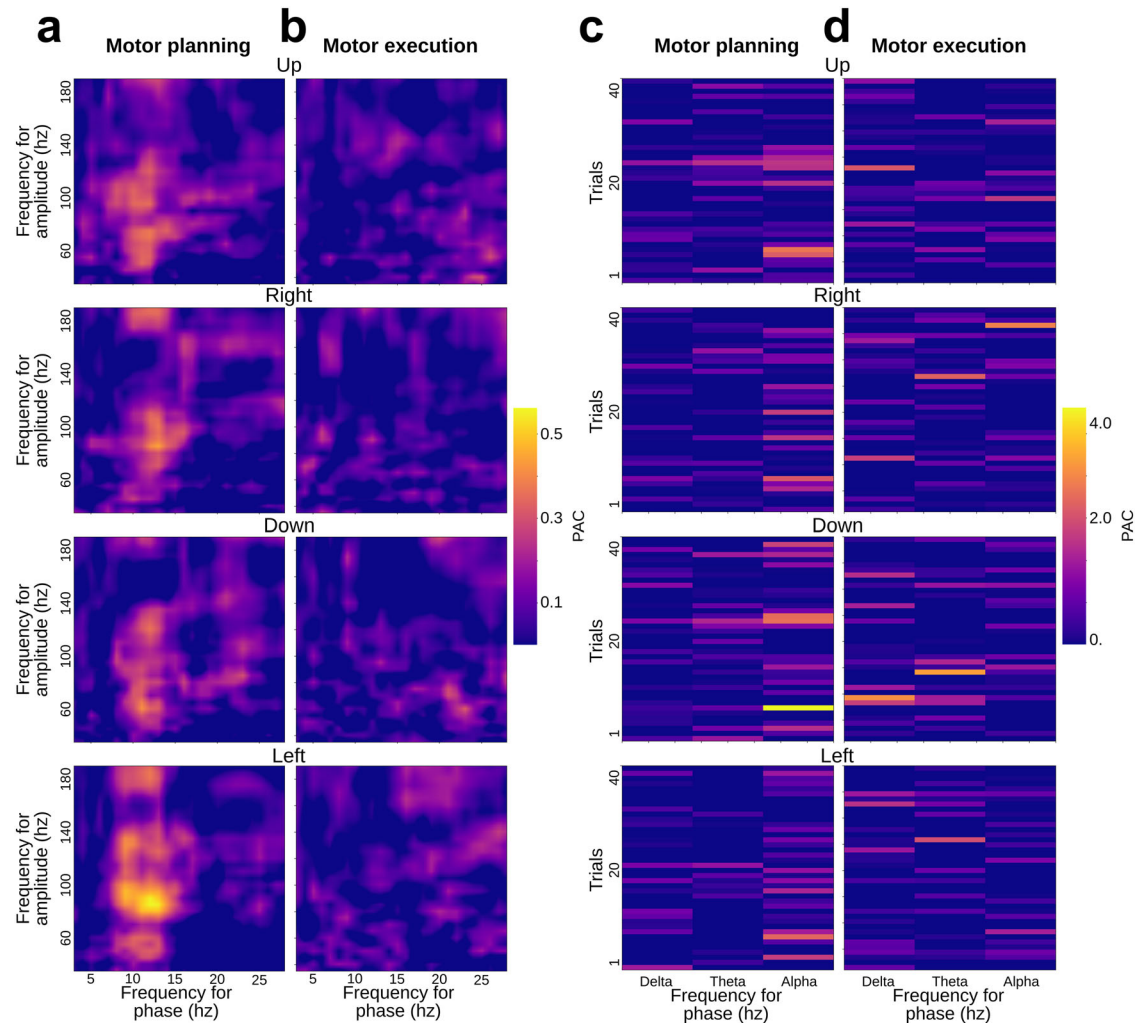 a Motor planning b Motor execution c Motor planning d Motor execution
Up Up
180
140
100
60
Frequency for
amplitude (hz)
40
20
1
Trials
Right Right
180
140
100
60
Frequency for
amplitude (hz)
40
20
1
Trials
0.5
0.3
0.1
PAC
4.0
2.0
0.
PAC
Down Down
180
140
100
60
Frequency for
amplitude (hz)
40
20
1
Trials
Left Left
180
140
100
60
Frequency for
amplitude (hz)
40
20
1
Trials
5 10 15 20 25 5 10 15 20 25 Delta Theta Alpha Delta Theta Alpha
Frequency for Frequency for Frequency for Frequency for
phase (hz) phase (hz) phase (hz) phase (hz)